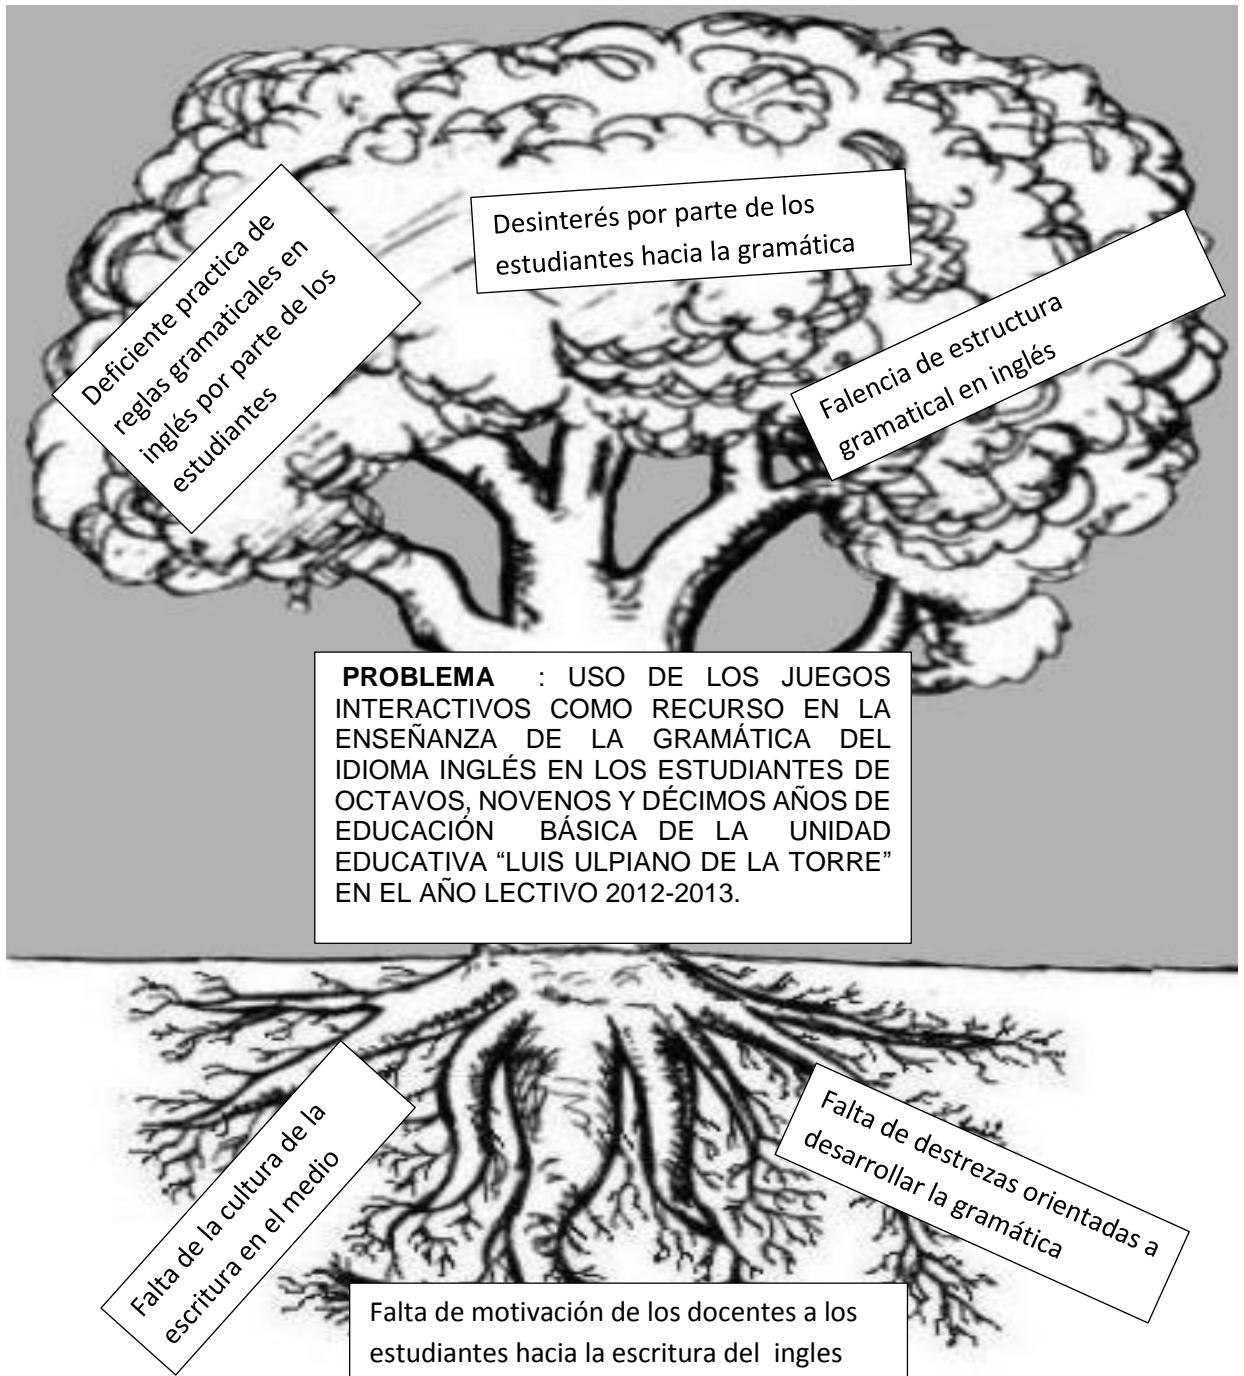 Deficiente practica de
reglas gramaticales en
inglés por parte de los
estudiantes
Desinterés por parte de los
estudiantes hacia la gramática
Falencia de estructura
gramatical en inglés
PROBLEMA : USO DE LOS JUEGOS
INTERACTIVOS COMO RECURSO EN LA
ENSEÑANZA DE LA GRAMÁTICA DEL
IDIOMA INGLÉS EN LOS ESTUDIANTES DE
OCTAVOS, NOVENOS Y DÉCIMOS AÑOS DE
EDUCACIÓN BÁSICA DE LA UNIDAD
EDUCATIVA “LUIS ULPIANO DE LA TORRE”
EN EL AÑO LECTIVO 2012-2013.
Falta de la cultura de la
escritura en el medio
Falta de motivación de los docentes a los
estudiantes hacia la escritura del ingles
Falta de destrezas orientadas a
desarrollar la gramática